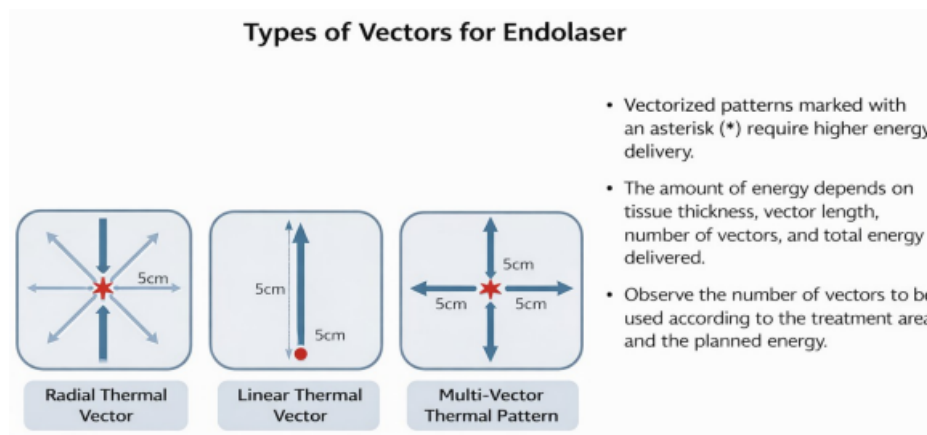 Types of Vectors for Endolaser
• Vectorized patterns marked with
an asterisk (*) require higher energy
delivery.
• The amount of energy depends on
tissue thickness, vector length,
number of vectors, and total energy
delivered.
• Observe the number of vectors to be
used according to the treatment area
and the planned energy.
5cm
5cm
5cm
5cm
5cm
5cm
Radial Thermal
Vector
Linear Thermal
Vector
Multi-Vector
Thermal Pattern